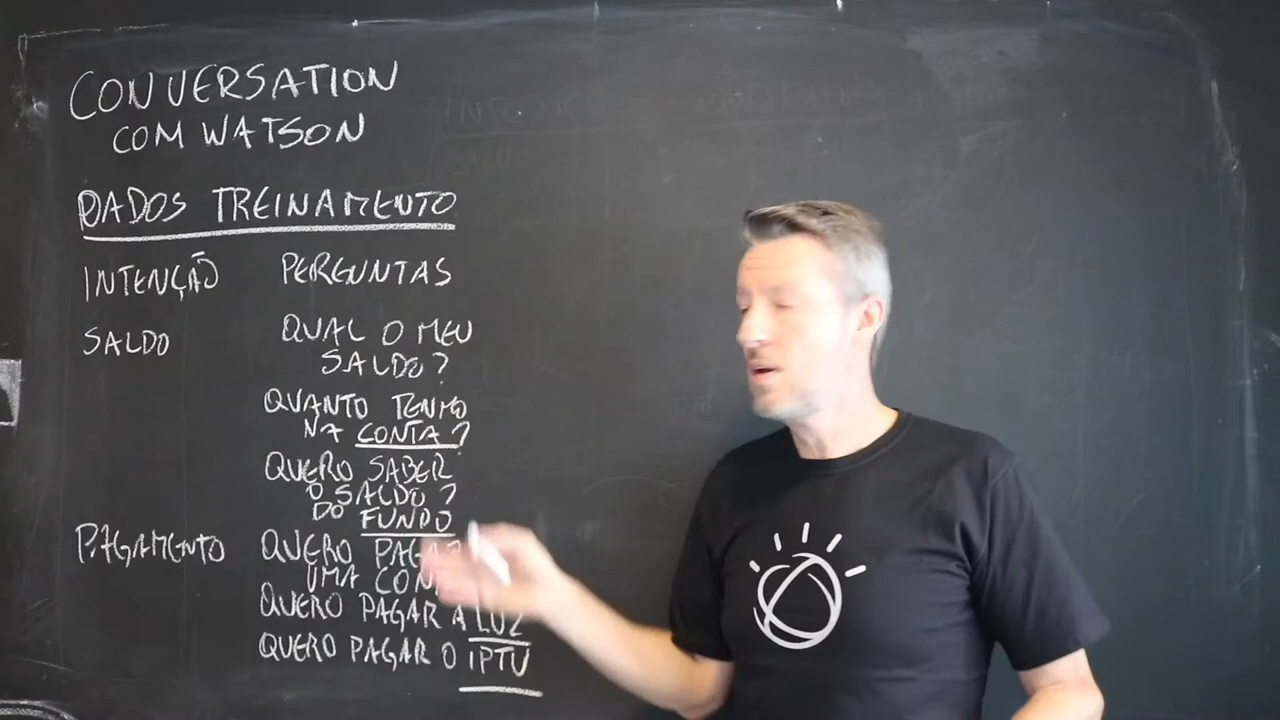 CONVERSATION
COM WATSON
DADOS TREINAMENTO
INTENÇÃO PERGUNTAS
SALDO QUAL O MEU
SALDO?
QUANTO TENHO
NA CONTA?
QUERO SABER
O SALDO?
DO FUNDO
PAGAMENTO QUERO PAGAR
UMA
QUERO PAGAR A LUZ
QUERO PAGAR O IPTU